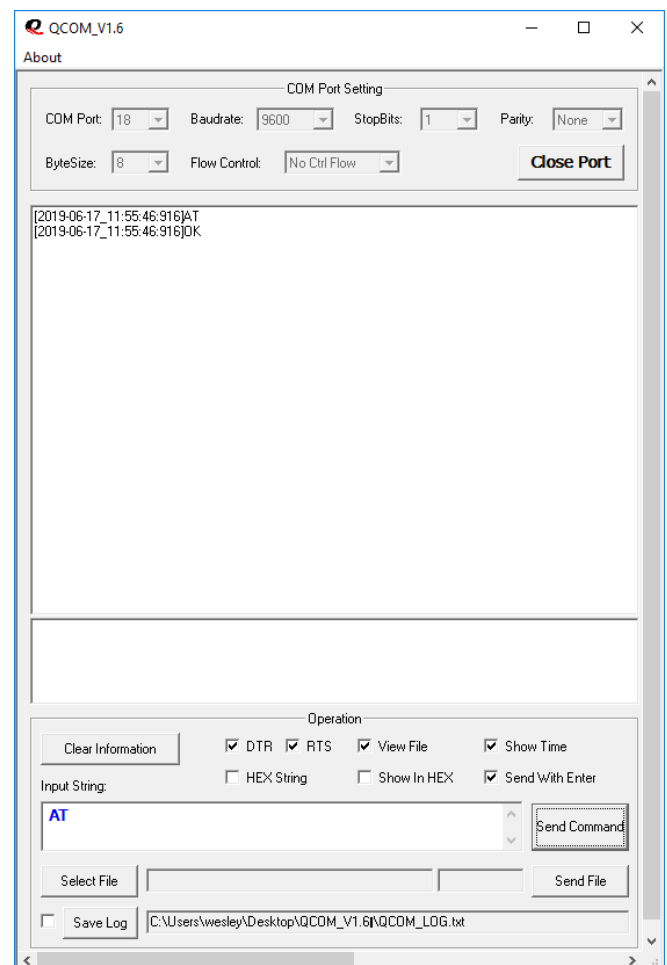 QCOM_V1.6
About
COM Port Setting
COM Port: 18 Baudrate: 9600 StopBits: 1 Parity: None
ByteSize: 8 Flow Control: No Ctrl Flow Close Port
[2019-06-17_11:55:46:916]AT
[2019-06-17_11:55:46:916]OK
Operation
Clear Information DTR RTS View File Show Time
HEX String Show In HEX Send With Enter
Input String:
AT
Send Command
Select File Send File
Save Log C:\Users\wesley\Desktop\QCOM_V1.6\QCOM_LOG.txt